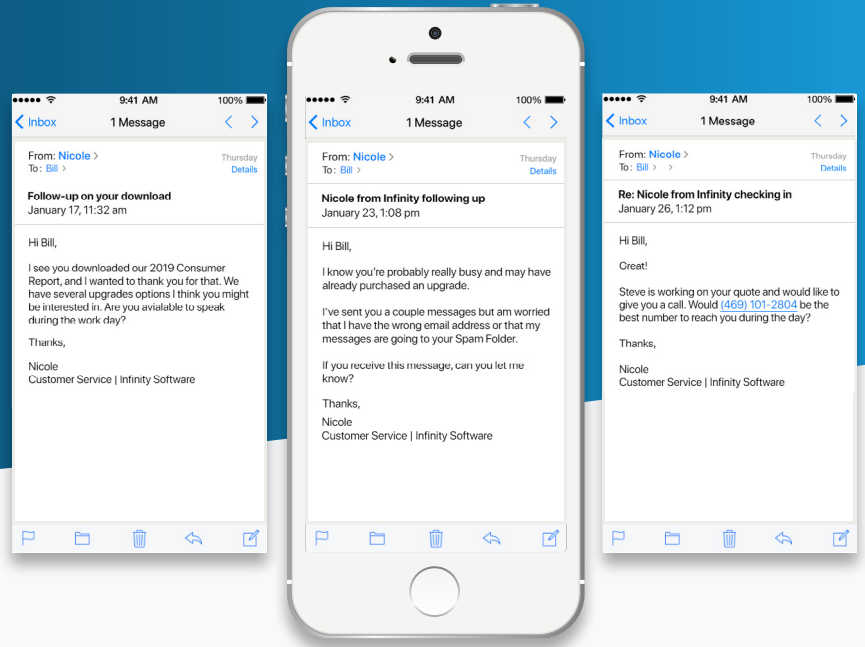 9:41 AM
100%
Inbox
1 Message
From: Nicole >
Thursday
To: Bill >
Details
Follow-up on your download
January 17, 11:32 am
Hi Bill,
I see you downloaded our 2019 Consumer
Report, and I wanted to thank you for that. We
have several upgrades options I think you might
be interested in. Are you avialable to speak
during the work day?
Thanks,
Nicole
Customer Service | Infinity Software
9:41 AM
100%
Inbox
1 Message
From: Nicole >
Thursday
To: Bill >
Details
Nicole from Infinity following up
January 23, 1:08 pm
Hi Bill,
I know you're probably really busy and may have
already purchased an upgrade.
I've sent you a couple messages but am worried
that I have the wrong email address or that my
messages are going to your Spam Folder.
If you receive this message, can you let me
know?
Thanks,
Nicole
Customer Service | Infinity Software
9:41 AM
100%
Inbox
1 Message
From: Nicole >
Thursday
To: Bill > >
Details
Re: Nicole from Infinity checking in
January 26, 1:12 pm
Hi Bill,
Great!
Steve is working on your quote and would like to
give you a call. Would (469) 101-2804 be the
best number to reach you during the day?
Thanks,
Nicole
Customer Service | Infinity Software